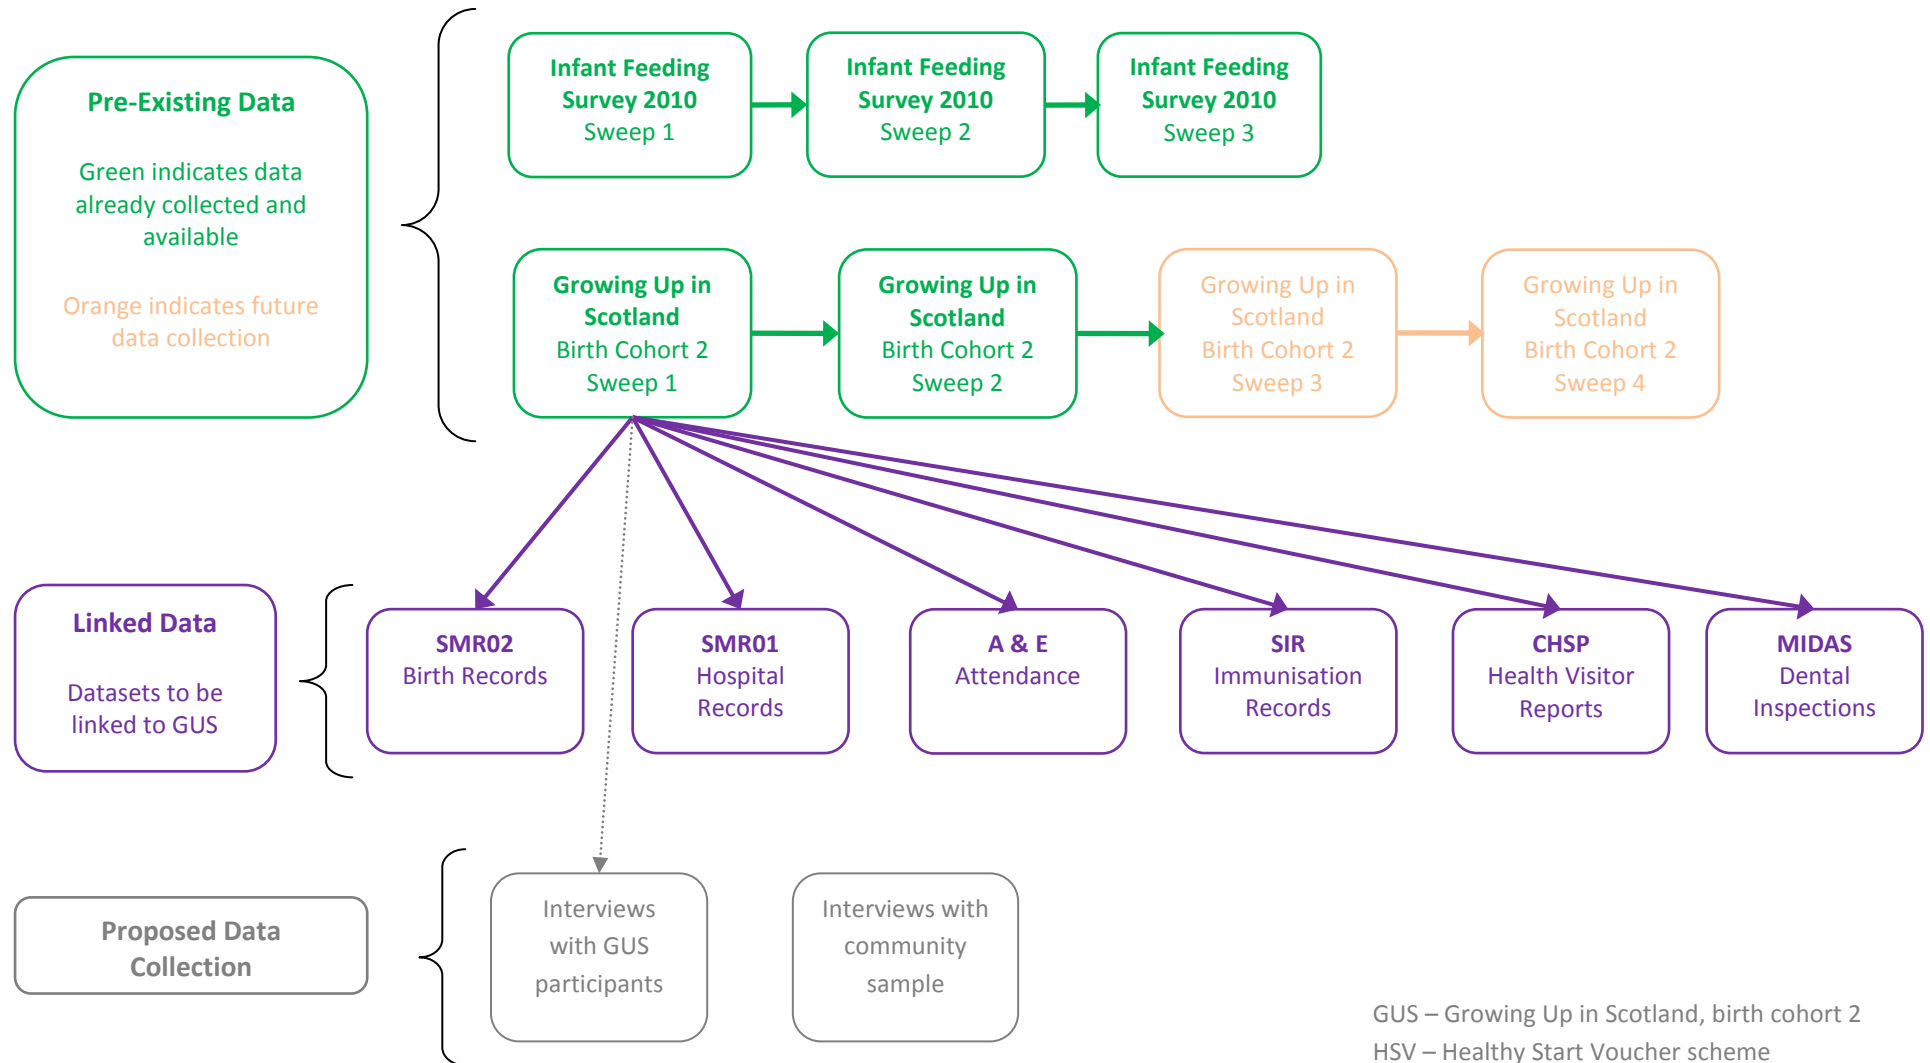 Pre-Existing Data
Green indicates data
already collected and
available
Orange indicates future
data collection
Infant Feeding
Survey 2010
Sweep 1
Infant Feeding
Survey 2010
Sweep 2
Infant Feeding
Survey 2010
Sweep 3
Growing Up in
Scotland
Birth Cohort 2
Sweep 1
Growing Up in
Scotland
Birth Cohort 2
Sweep 2
Growing Up in
Scotland
Birth Cohort 2
Sweep 3
Growing Up in
Scotland
Birth Cohort 2
Sweep 4
Linked Data
Datasets to be
linked to GUS
SMR02
Birth Records
SMR01
Hospital
Records
A & E
Attendance
SIR
Immunisation
Records
CHSP
Health Visitor
Reports
MIDAS
Dental
Inspections
Proposed Data
Collection
Interviews
with GUS
participants
Interviews with
community
sample
GUS – Growing Up in Scotland, birth cohort 2
HSV – Healthy Start Voucher scheme